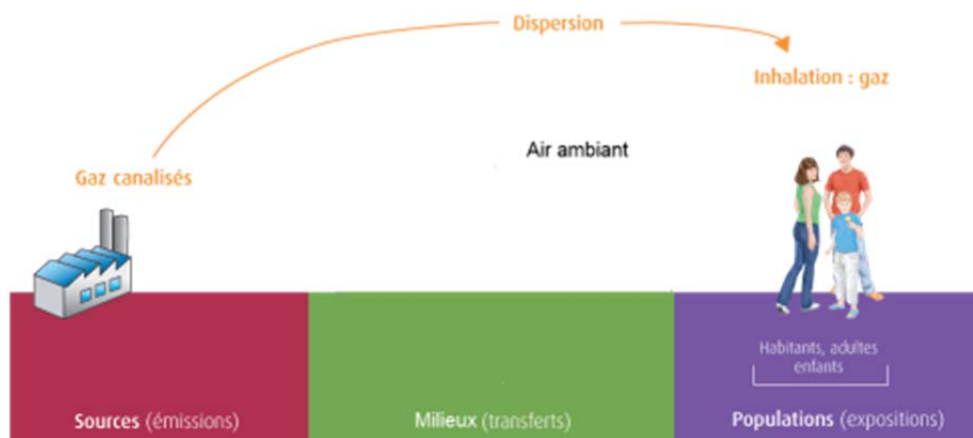 Dispersion
Inhalation : gaz
Air ambiant
Gaz canalisés
Habitants, adultes
enfants
Sources (émissions)
Milieux (transferts)
Populations (expositions)